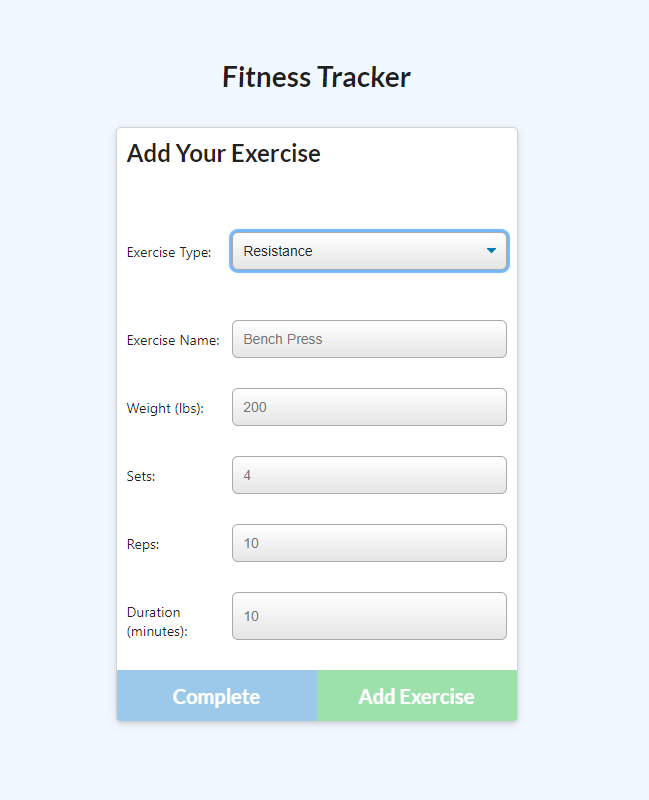 Fitness Tracker
Add Your Exercise
Exercise Type: Resistance
Exercise Name: Bench Press
Weight (lbs): 200
Sets: 4
Reps: 10
Duration
(minutes): 10
Complete Add Exercise